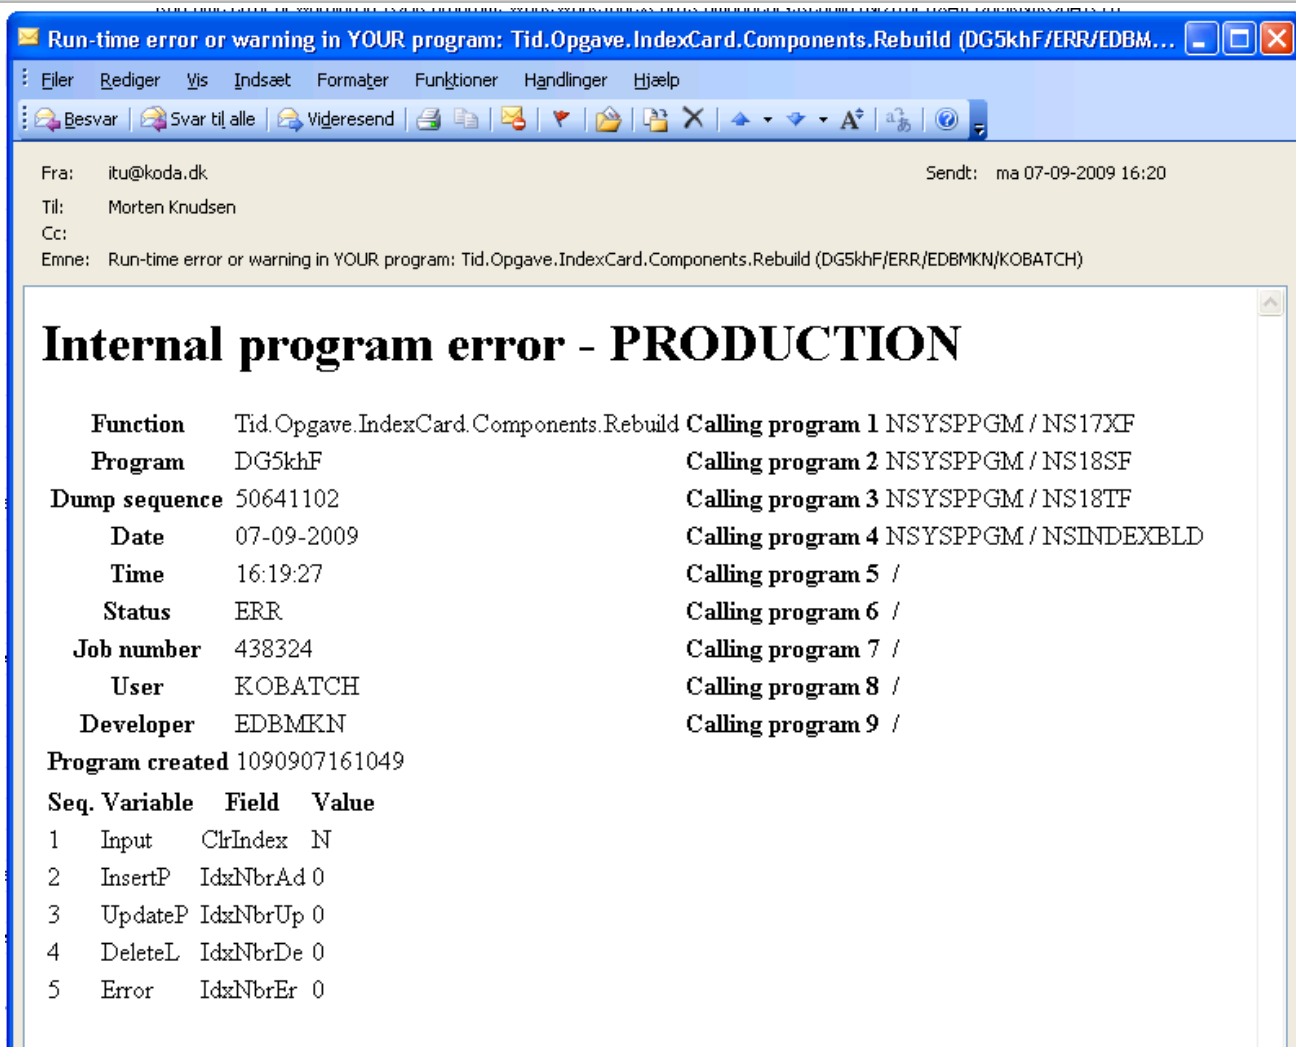 Run-time error or warning in YOUR program: Tid.Opgave.IndexCard.Components.Rebuild (DG5khF/ERR/EDBM...
Filer Rediger Vis Indsæt Formater Funktioner Handlinger Hjælp
Besvar Svar til alle Videresend
Fra: itu@koda.dk Sendt: ma 07-09-2009 16:20
Til: Morten Knudsen
Cc:
Emne: Run-time error or warning in YOUR program: Tid.Opgave.IndexCard.Components.Rebuild (DG5khF/ERR/EDBMKN/KOBATCH)
Internal program error - PRODUCTION
Function Tid.Opgave.IndexCard.Components.Rebuild Calling program 1 NSYSPPGM / NS17XF
Program DG5khF Calling program 2 NSYSPPGM / NS18SF
Dump sequence 50641102 Calling program 3 NSYSPPGM / NS18TF
Date 07-09-2009 Calling program 4 NSYSPPGM / NSINDEXBLD
Time 16:19:27 Calling program 5 /
Status ERR Calling program 6 /
Job number 438324 Calling program 7 /
User KOBATCH Calling program 8 /
Developer EDBMKN Calling program 9 /
Program created 1090907161049
Seq. Variable Field Value
1 Input ClrIndex N
2 InsertP IdxNbrAd 0
3 UpdateP IdxNbrUp 0
4 DeleteL IdxNbrDe 0
5 Error IdxNbrEr 0